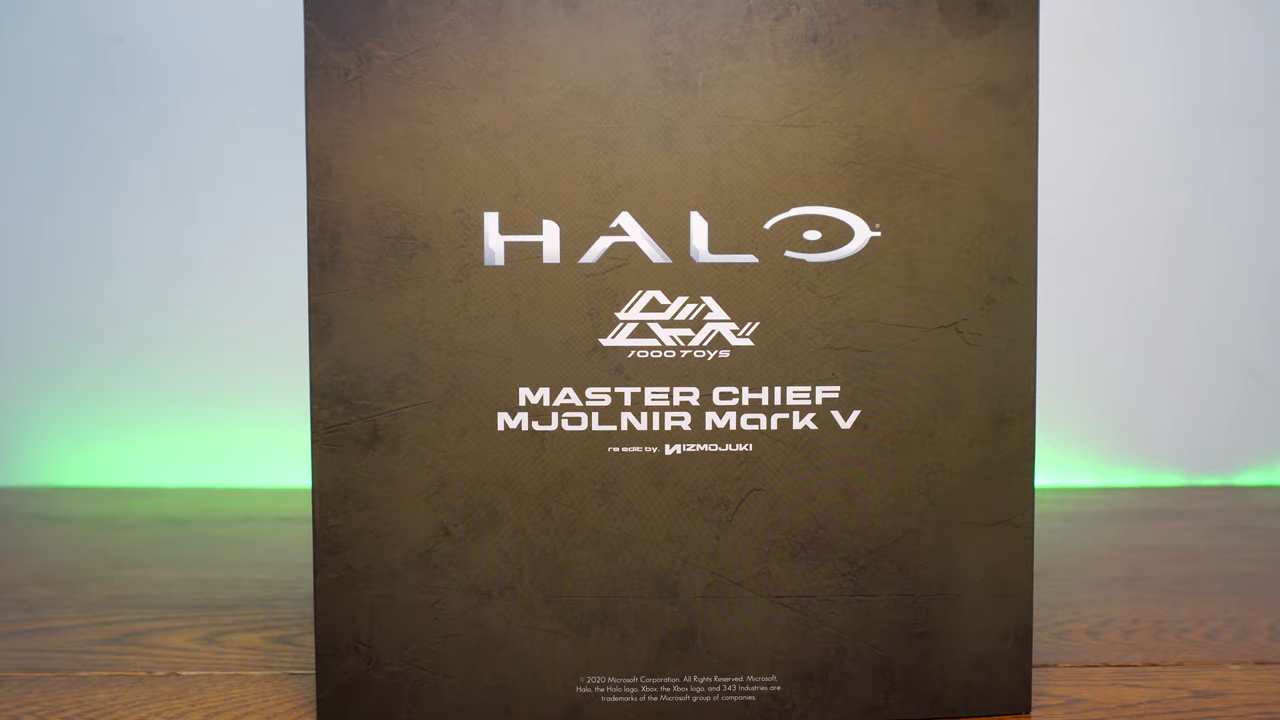 HALO
1000TOYS
MASTER CHIEF
MJOLNIR Mark V
re edit by. NIZMOJUKI
© 2020 Microsoft Corporation. All Rights Reserved. Microsoft,
Halo, the Halo logo, Xbox, the Xbox logo, and 343 Industries are
trademarks of the Microsoft group of companies.